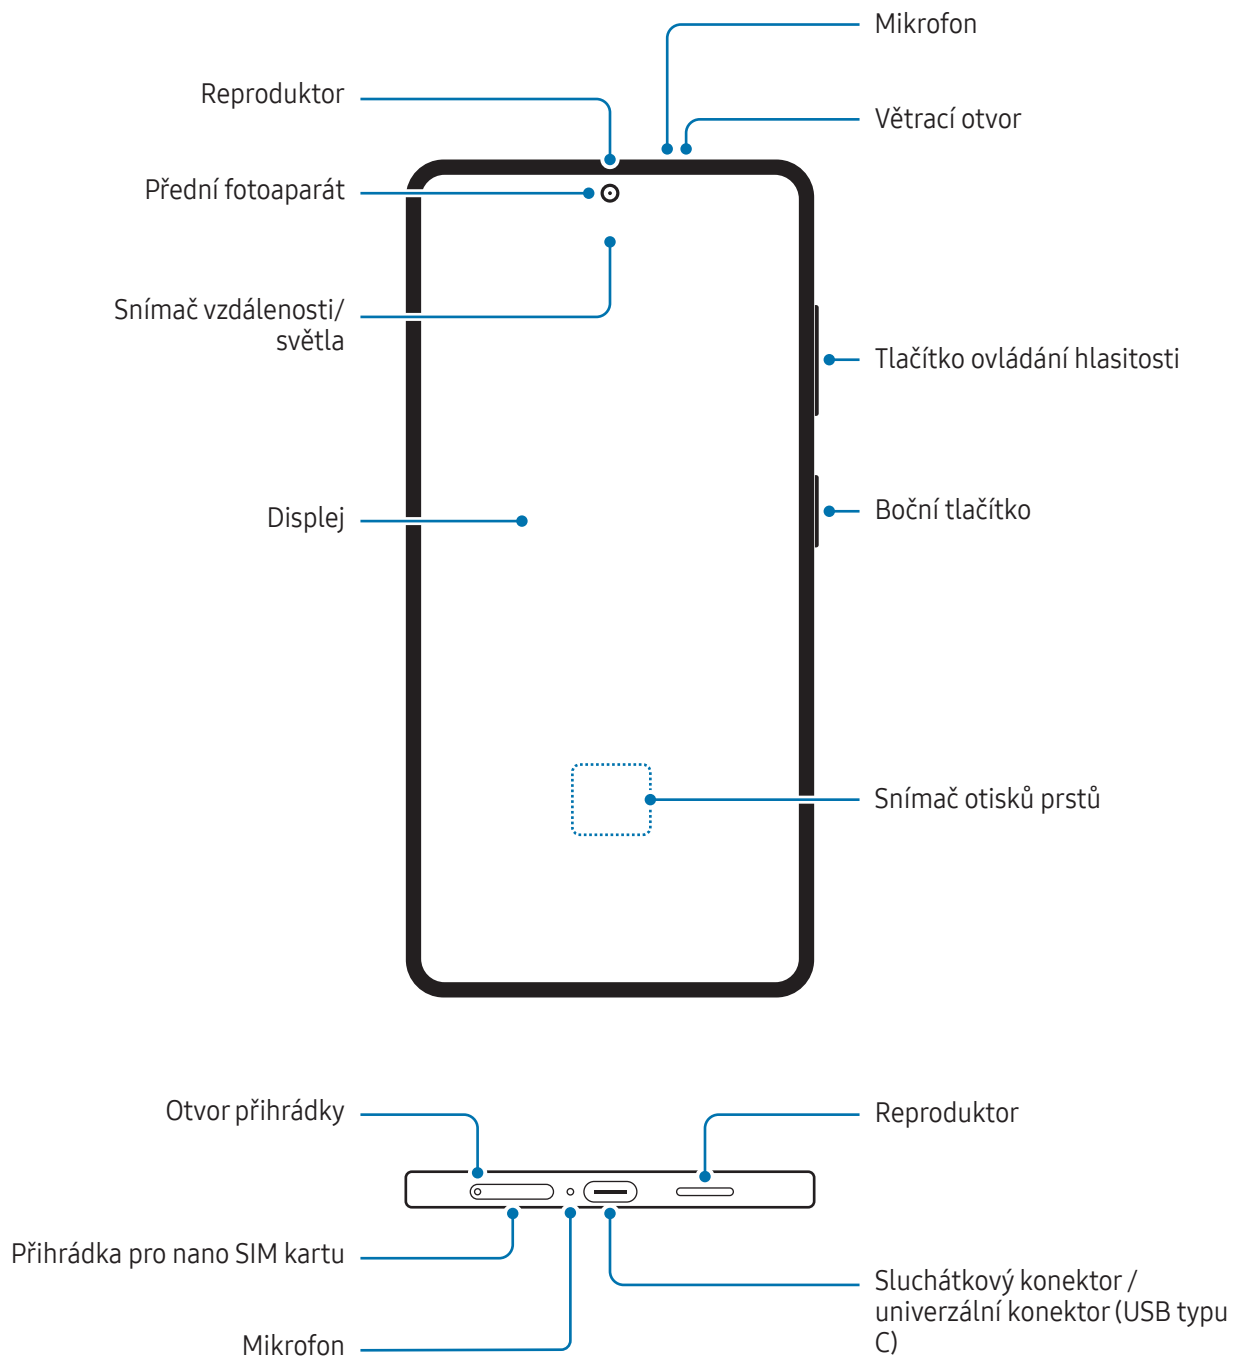 Mikrofon
Reproduktor
Větrací otvor
Přední fotoaparát
Snímač vzdálenosti/
světla
Tlačítko ovládání hlasitosti
Displej
Boční tlačítko
Snímač otisků prstů
Otvor přihrádky
Reproduktor
Přihrádka pro nano SIM kartu
Sluchátkový konektor /
univerzální konektor (USB typu
C)
Mikrofon